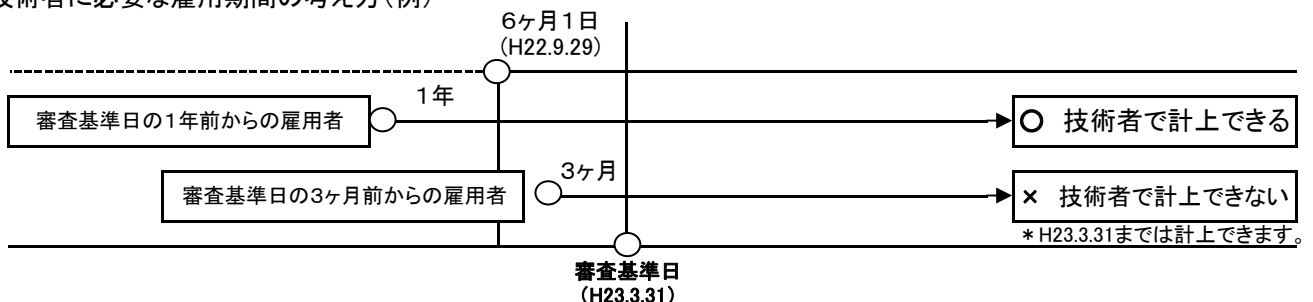 技術者に必要な雇用期間の考え方(例)
6ヶ月1日
(H22.9.29)
1年
審査基準日の1年前からの雇用者
○ 技術者で計上できる
3ヶ月
審査基準日の3ヶ月前からの雇用者
× 技術者で計上できない
*H23.3.31までは計上できます。
審査基準日
(H23.3.31)